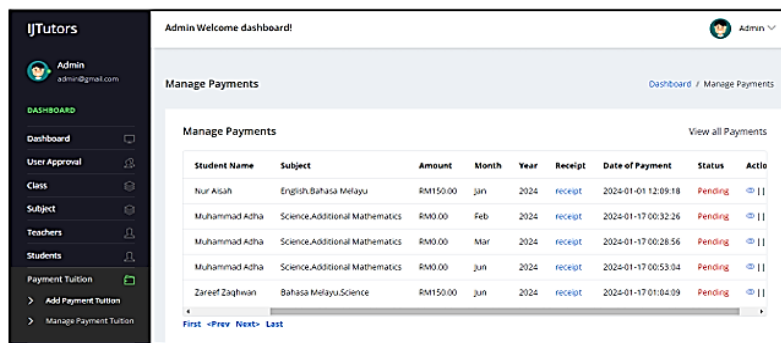 IJTutors
Admin Welcome dashboard!
Admin
Admin
admin@gmail.com
Manage Payments
Dashboard / Manage Payments
DASHBOARD
Dashboard
User Approval
Class
Subject
Teachers
Students
Payment Tuition
> Add Payment Tuition
> Manage Payment Tuition
Manage Payments
View all Payments
Student Name Subject Amount Month Year Receipt Date of Payment Status Actio
Nur Aisah English,Bahasa Melayu RM150.00 Jan 2024 receipt 2024-01-01 12:09:18 Pending ||
Muhammad Adha Science,Additional Mathematics RM0.00 Feb 2024 receipt 2024-01-17 00:32:26 Pending ||
Muhammad Adha Science,Additional Mathematics RM0.00 Mar 2024 receipt 2024-01-17 00:28:56 Pending ||
Muhammad Adha Science,Additional Mathematics RM0.00 Jun 2024 receipt 2024-01-17 00:53:04 Pending ||
Zareef Zaqhwan Bahasa Melayu,Science RM150.00 Jun 2024 receipt 2024-01-17 01:04:09 Pending ||
First <Prev Next> Last